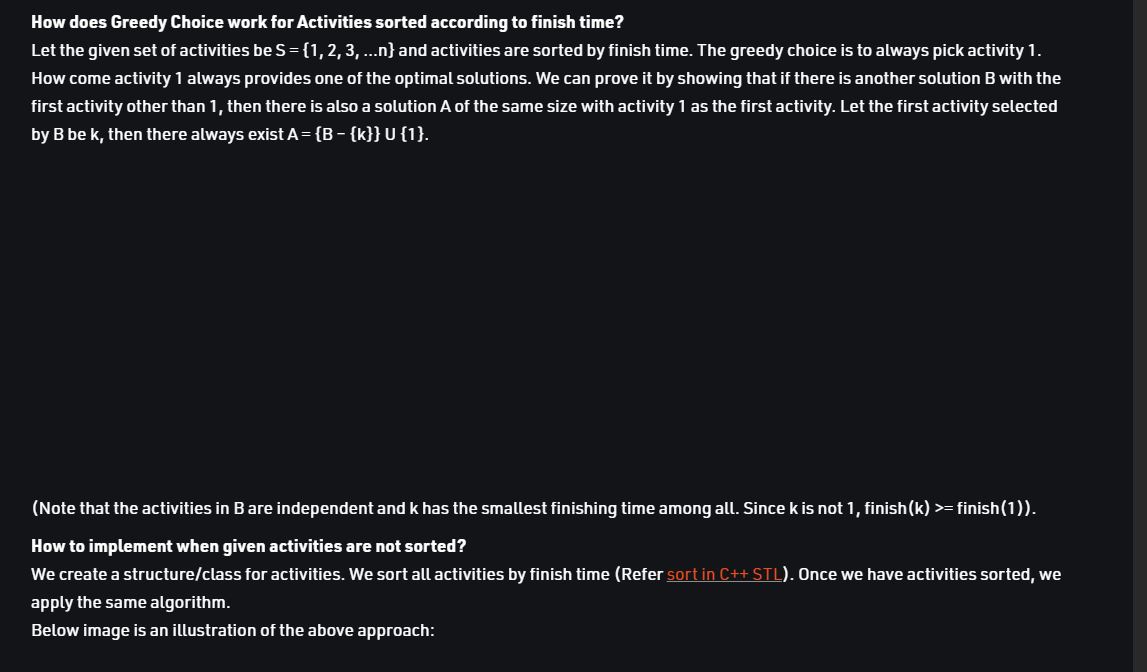 How does Greedy Choice work for Activities sorted according to finish time?
Let the given set of activities be S = {1, 2, 3, ...n} and activities are sorted by finish time. The greedy choice is to always pick activity 1.
How come activity 1 always provides one of the optimal solutions. We can prove it by showing that if there is another solution B with the
first activity other than 1, then there is also a solution A of the same size with activity 1 as the first activity. Let the first activity selected
by B be k, then there always exist A = {B – {k}} U {1}.
(Note that the activities in B are independent and k has the smallest finishing time among all. Since k is not 1, finish(k) >= finish(1)).
How to implement when given activities are not sorted?
We create a structure/class for activities. We sort all activities by finish time (Refer sort in C++ STL). Once we have activities sorted, we
apply the same algorithm.
Below image is an illustration of the above approach: